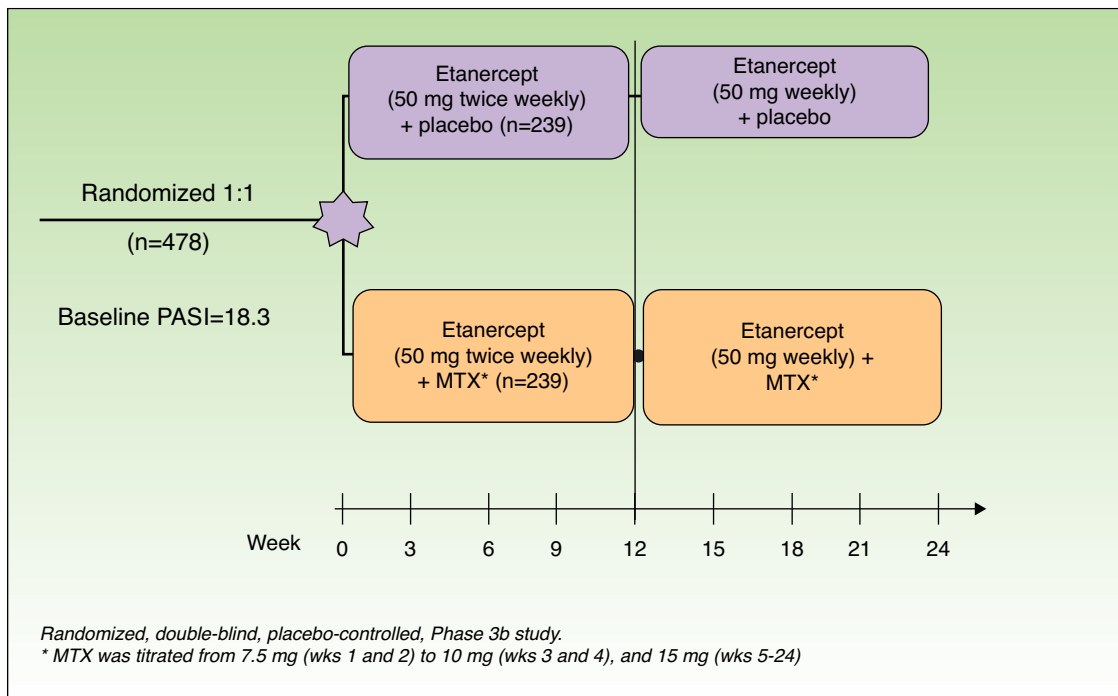 Etanercept
(50 mg twice weekly)
+ placebo (n=239)
Etanercept
(50 mg weekly)
+ placebo
Randomized 1:1
(n=478)
Baseline PASI=18.3
Etanercept
(50 mg twice weekly)
+ MTX* (n=239)
Etanercept
(50 mg weekly) +
MTX*
Week 0 3 6 9 12 15 18 21 24
Randomized, double-blind, placebo-controlled, Phase 3b study.
* MTX was titrated from 7.5 mg (wks 1 and 2) to 10 mg (wks 3 and 4), and 15 mg (wks 5-24)